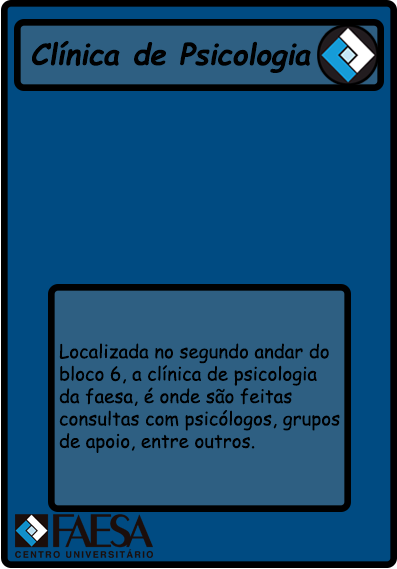 Clínica de Psicologia
Localizada no segundo andar do
bloco 6, a clínica de psicologia
da faesa, é onde são feitas
consultas com psicólogos, grupos
de apoio, entre outros.
FAESA
CENTRO UNIVERSITÁRIO